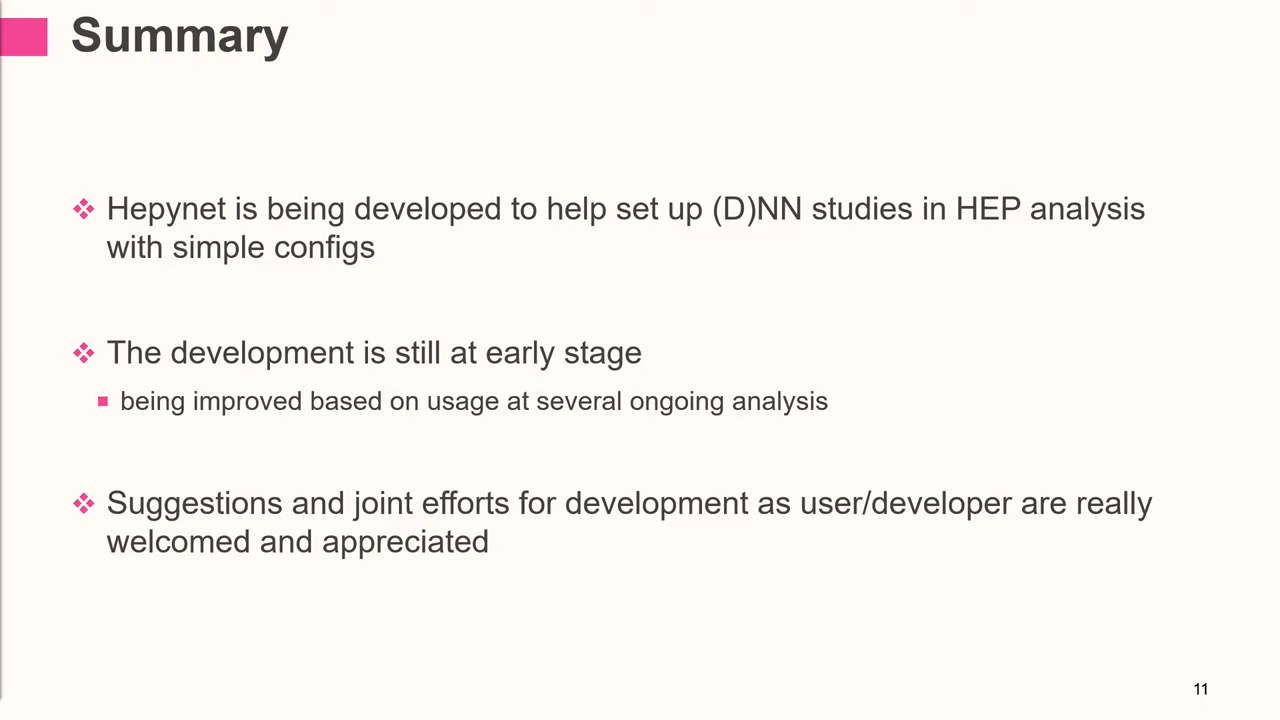 Summary
Hepynet is being developed to help set up (D)NN studies in HEP analysis
with simple configs
The development is still at early stage
being improved based on usage at several ongoing analysis
Suggestions and joint efforts for development as user/developer are really
welcomed and appreciated
11